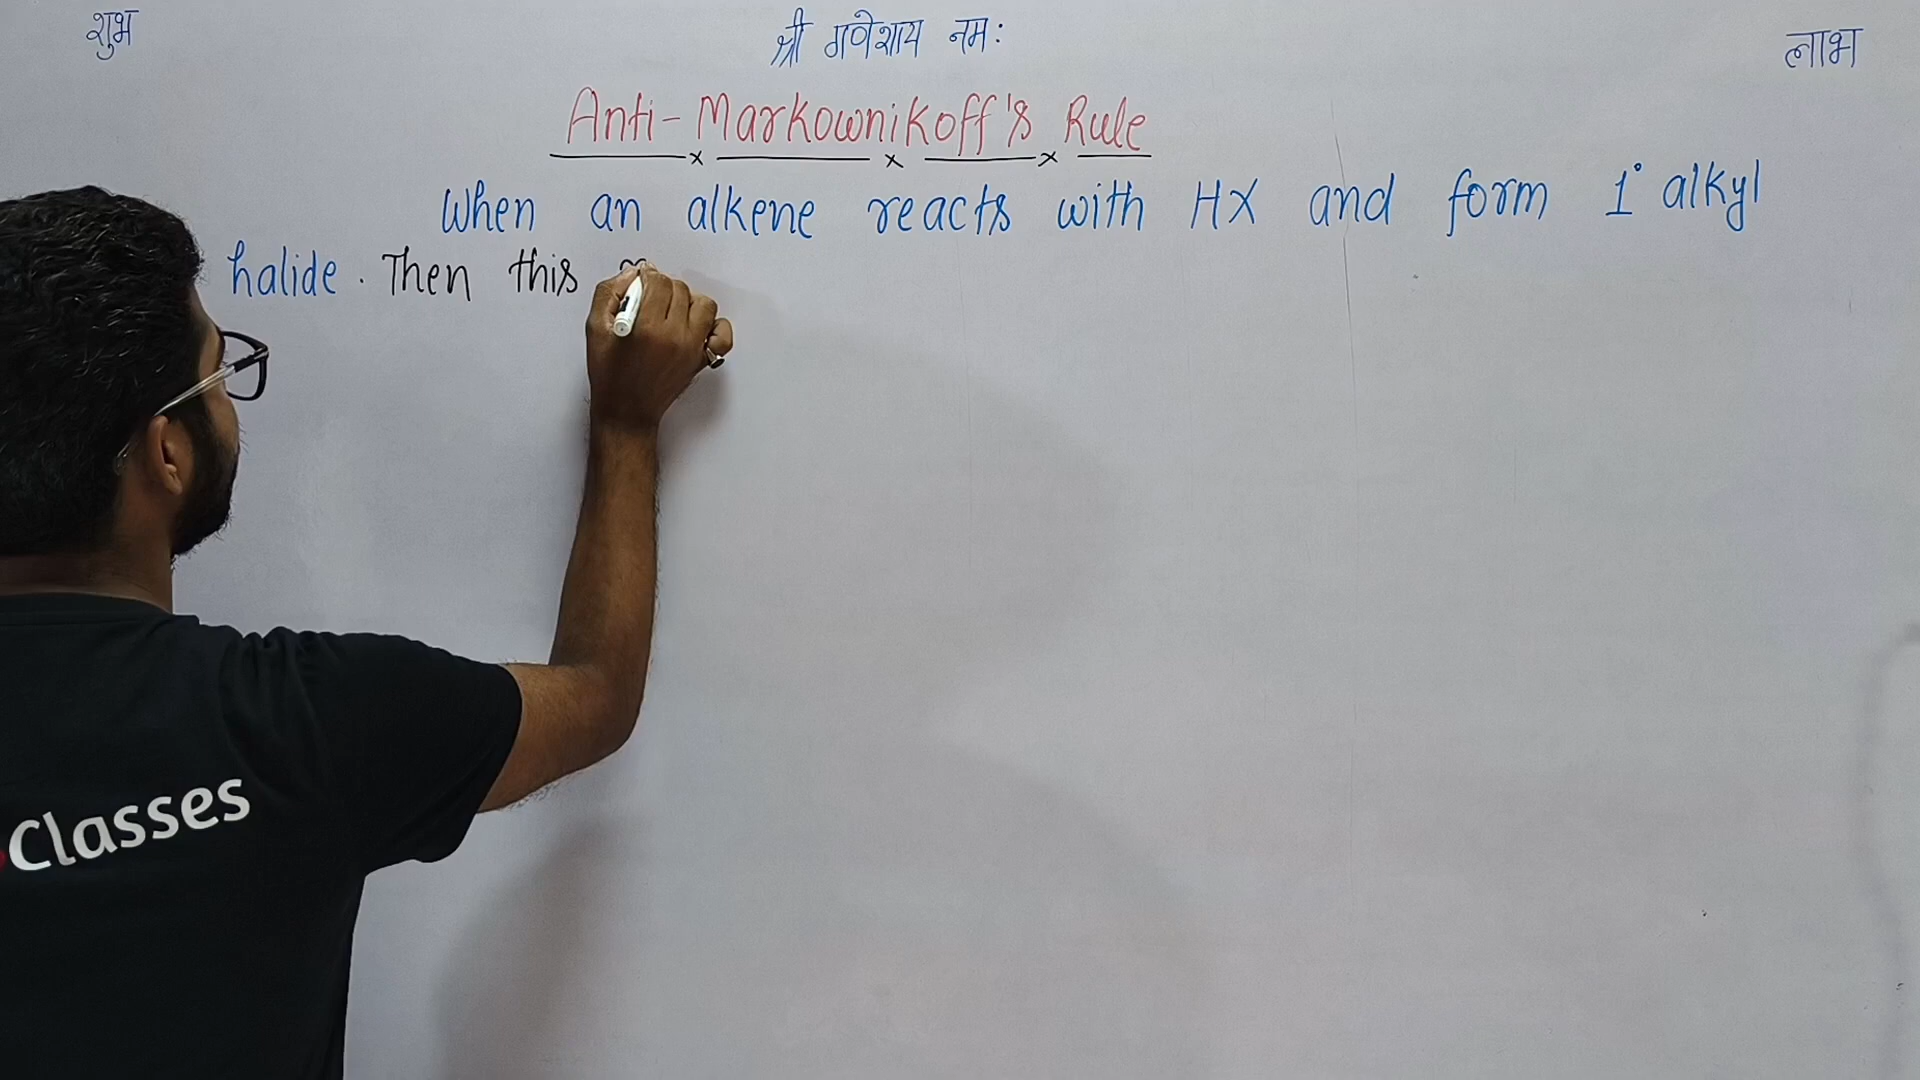 शुभ श्री गणेशाय नमः लाभ
Anti-Markownikoff's Rule
When an alkene reacts with HX and form 1° alkyl
halide. Then this
Classes